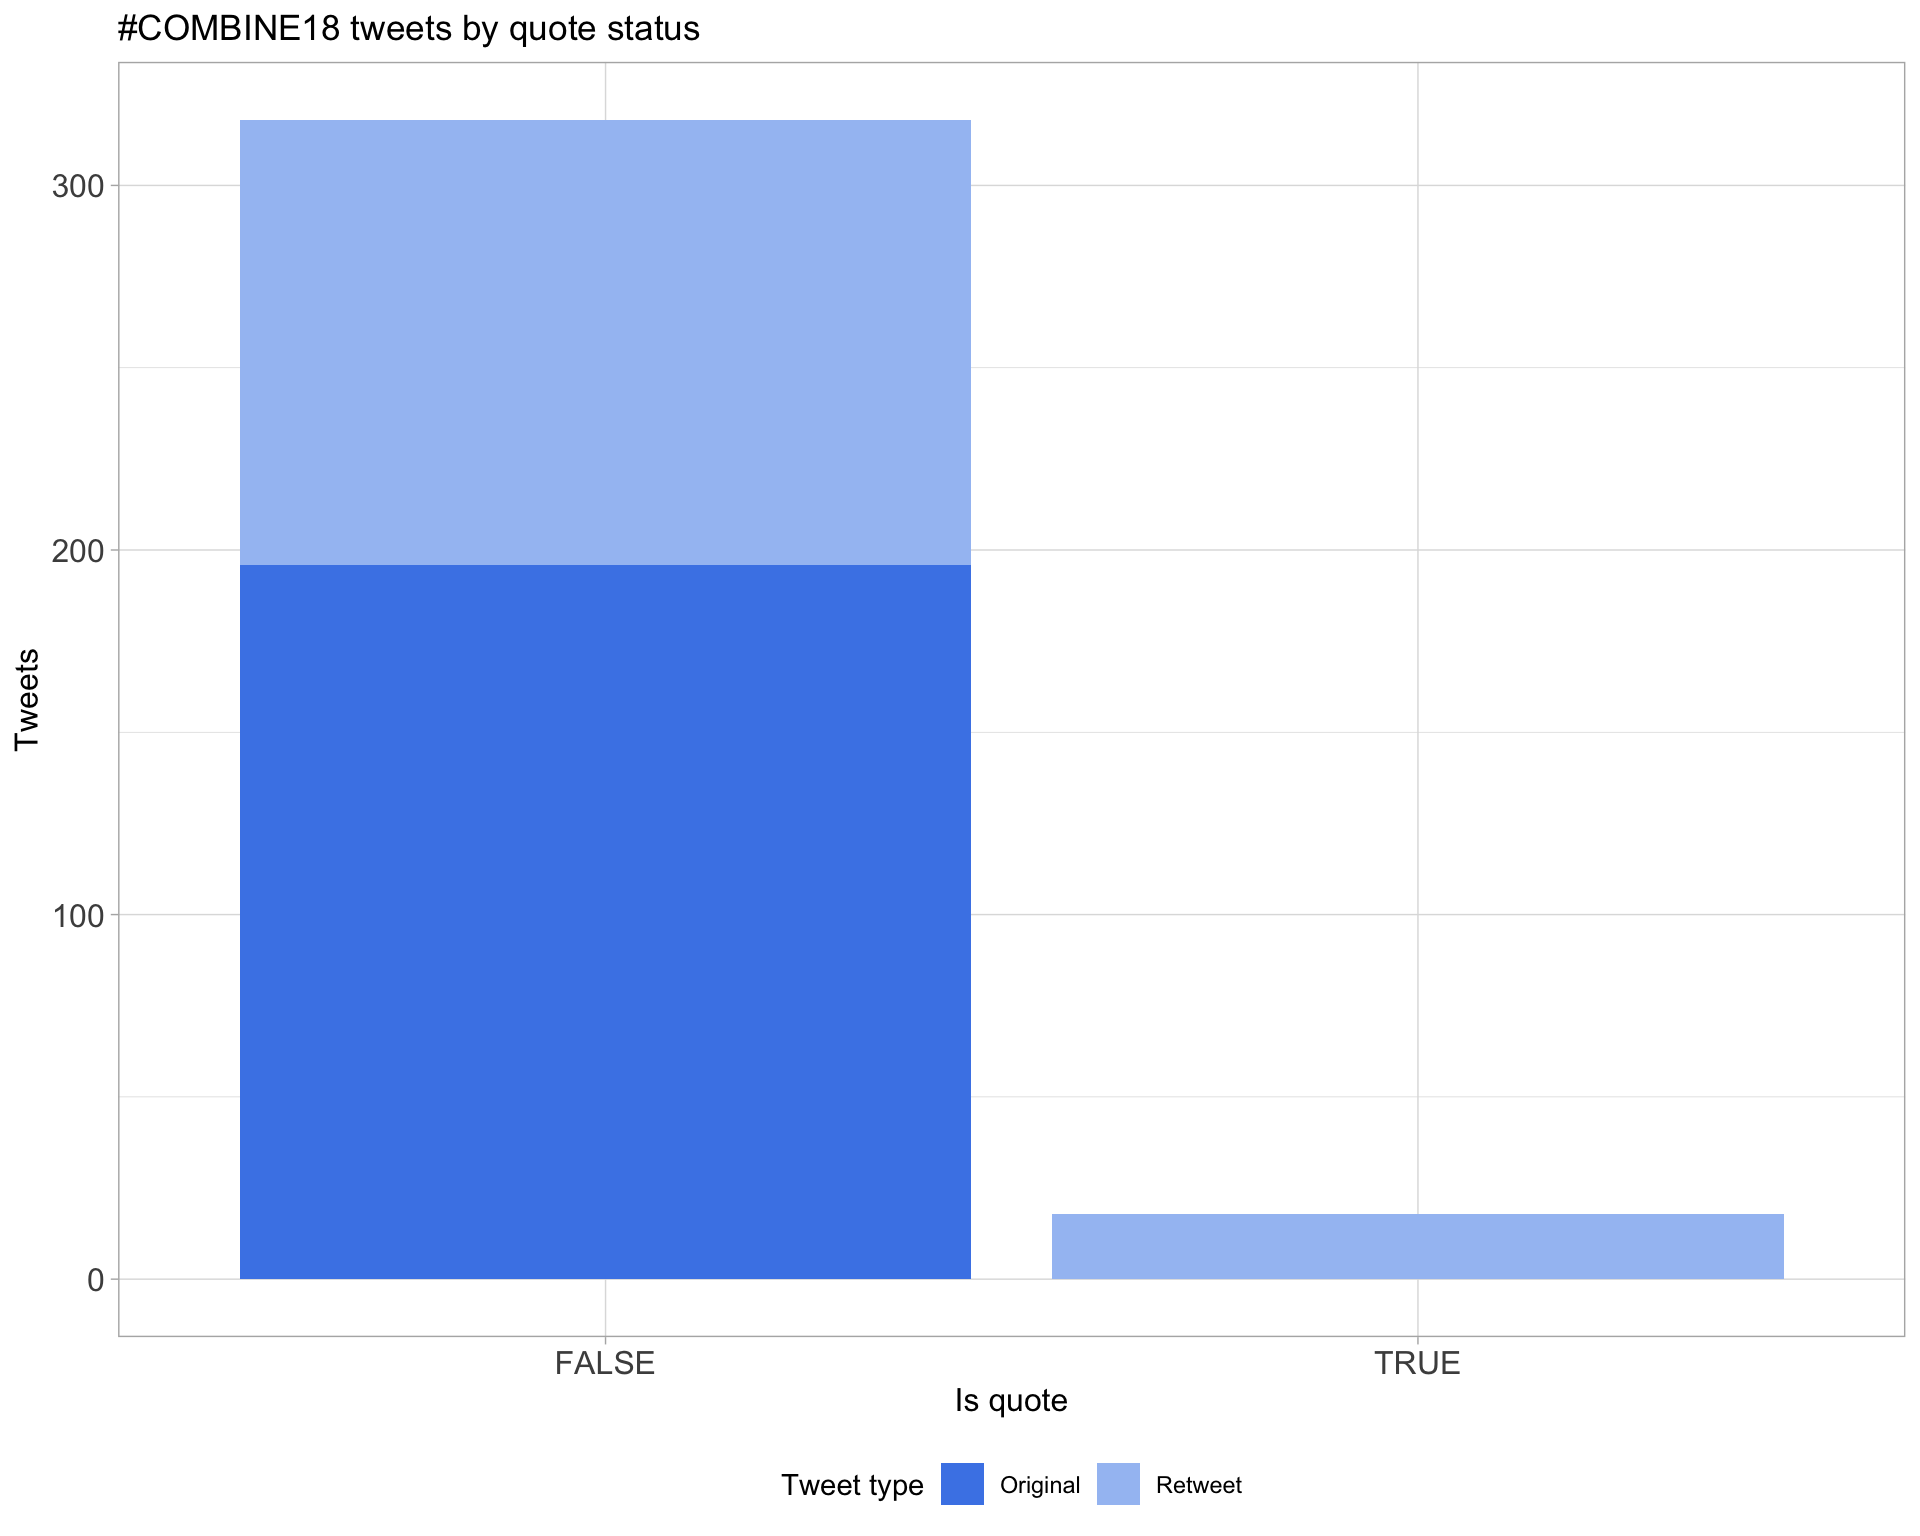 #COMBINE18 tweets by quote status
300
200
100
0
Tweets
FALSE
TRUE
Is quote
Tweet type
Original
Retweet